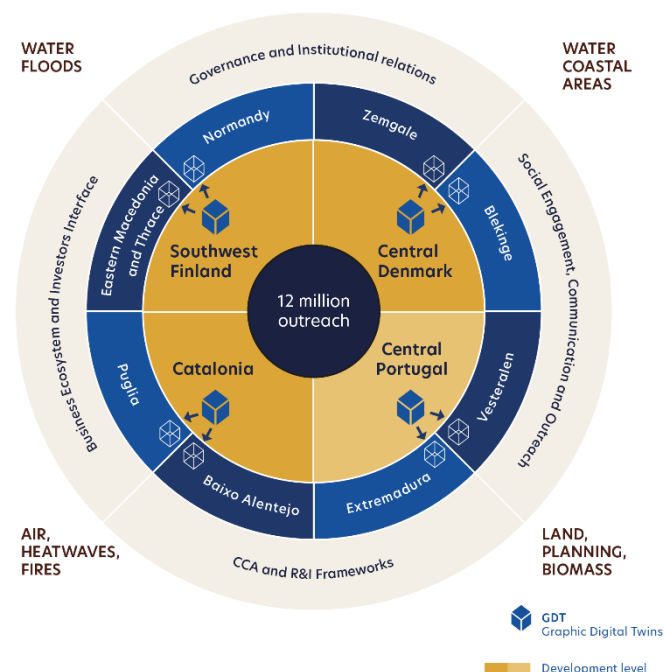 WATER
FLOODS
WATER
COASTAL
AREAS
Governance and Institutional relations
Normandy
Zemgale
Eastern Macedonia
and Thrace
Blekinge
Business Ecosystem and Investors Interface
Social Engagement, Communication and Outreach
Southwest
Finland
Central
Denmark
12 million
outreach
Catalonia
Central
Portugal
Puglia
Vesteralen
Baixo Alentejo
Extremadura
CCA and R&I Frameworks
AIR,
HEATWAVES,
FIRES
LAND,
PLANNING,
BIOMASS
GDT
Graphic Digital Twins
Development level